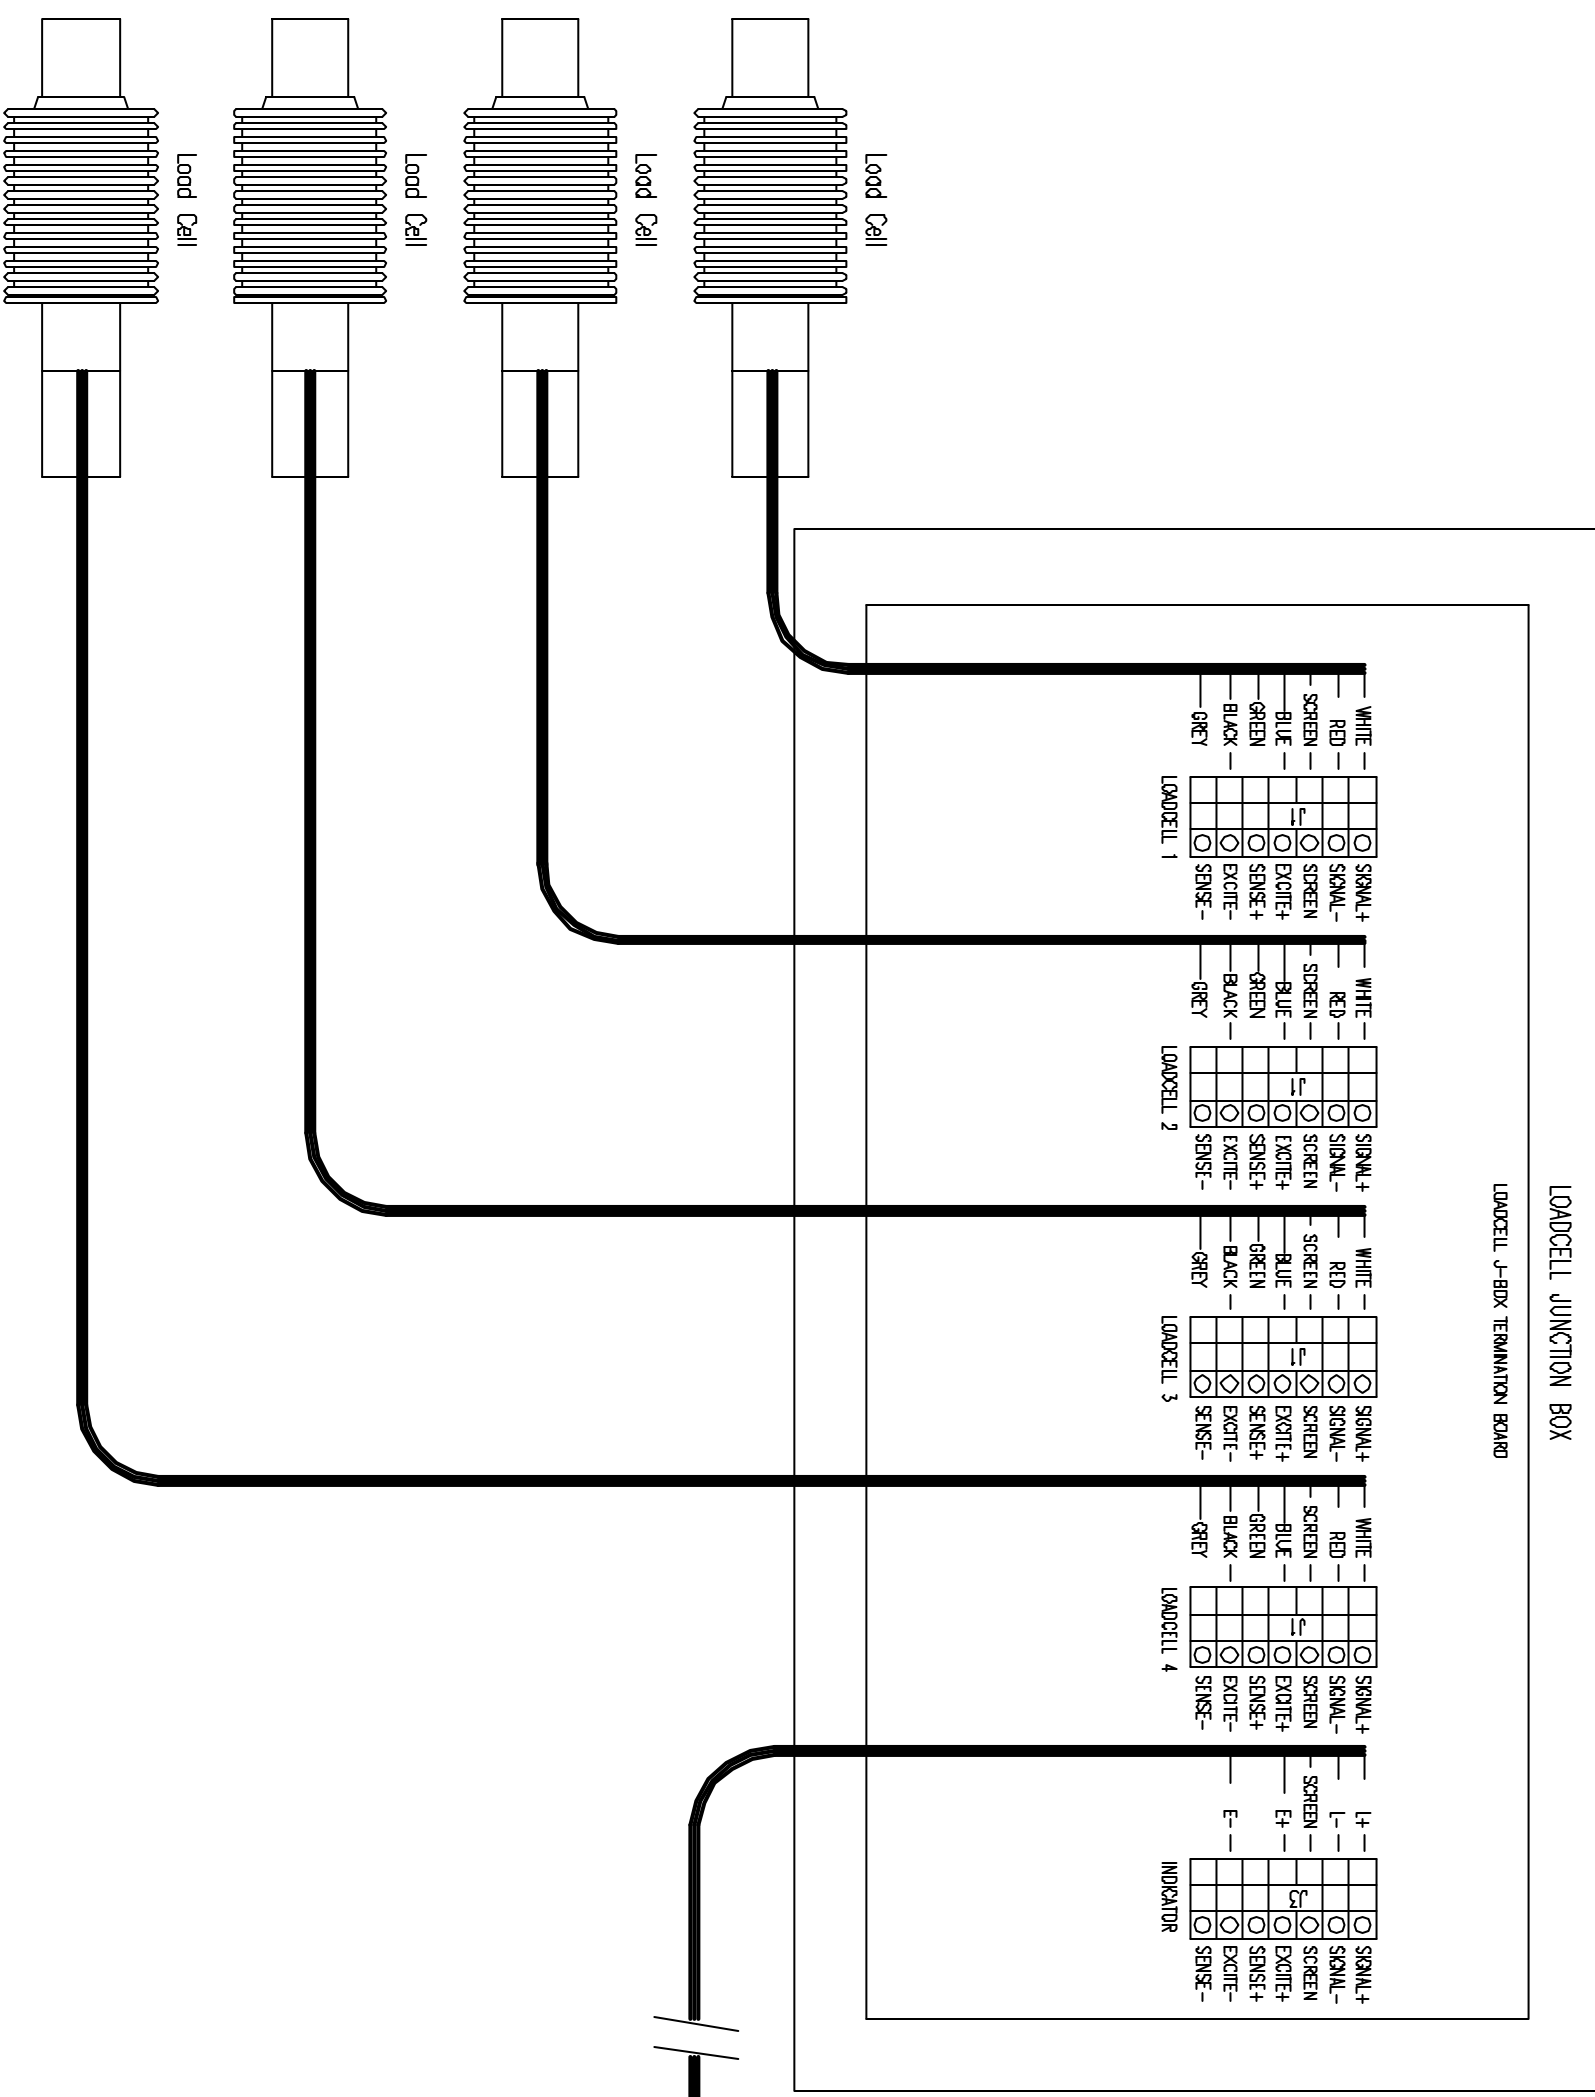 LOADCELL JUNCTION BOX
LOADCELL J-BOX TERMINATION BOARD
WHITE
RED
SCREEN
BLUE
GREEN
BLACK
GREY
J1
LOADCELL 1
SIGNAL+
SIGNAL-
SCREEN
EXCITE+
SENSE+
EXCITE-
SENSE-
WHITE
RED
SCREEN
BLUE
GREEN
BLACK
GREY
J1
LOADCELL 2
SIGNAL+
SIGNAL-
SCREEN
EXCITE+
SENSE+
EXCITE-
SENSE-
WHITE
RED
SCREEN
BLUE
GREEN
BLACK
GREY
J1
LOADCELL 3
SIGNAL+
SIGNAL-
SCREEN
EXCITE+
SENSE+
EXCITE-
SENSE-
WHITE
RED
SCREEN
BLUE
GREEN
BLACK
GREY
J1
LOADCELL 4
SIGNAL+
SIGNAL-
SCREEN
EXCITE+
SENSE+
EXCITE-
SENSE-
L+
L-
SCREEN
E+
E-
J3
INDICATOR
SIGNAL+
SIGNAL-
SCREEN
EXCITE+
SENSE+
EXCITE-
SENSE-
Load Cell
Load Cell
Load Cell
Load Cell